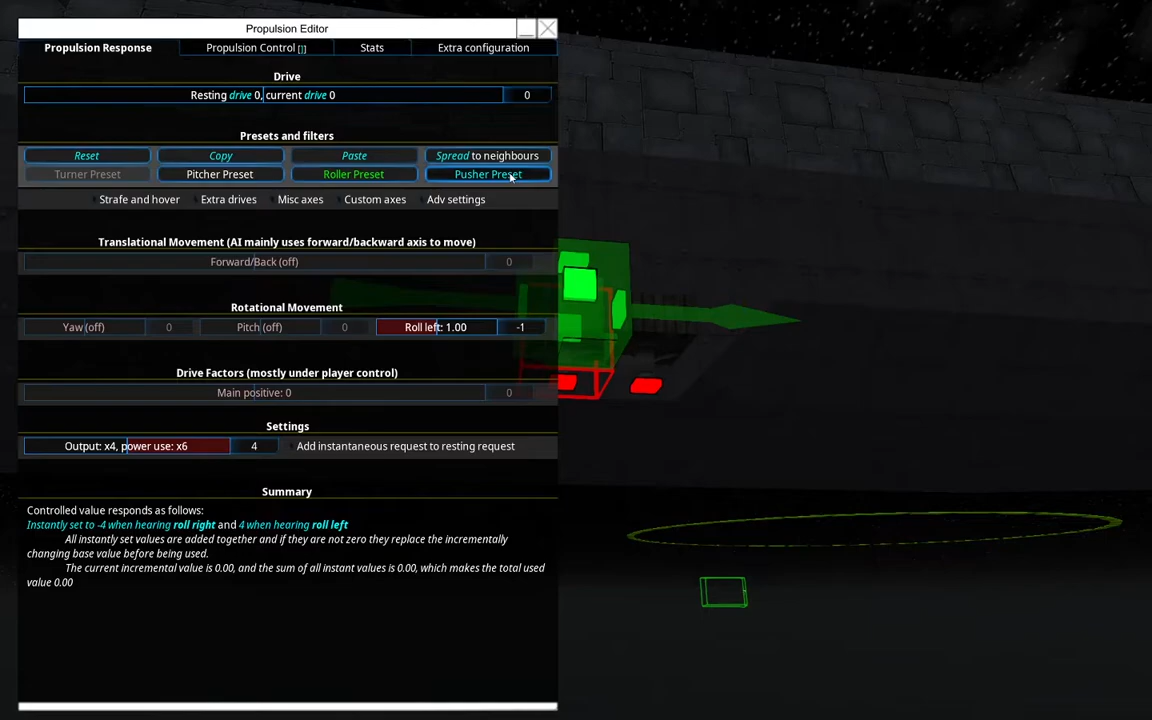 Propulsion Editor
Propulsion Response Propulsion Control [] Stats Extra configuration
Drive
Resting drive 0, current drive 0 0
Presets and filters
Reset Copy Paste Spread to neighbours
Turner Preset Pitcher Preset Roller Preset Pusher Preset
Strafe and hover Extra drives Misc axes Custom axes Adv settings
Translational Movement (AI mainly uses forward/backward axis to move)
Forward/Back (off) 0
Rotational Movement
Yaw (off) 0 Pitch (off) 0 Roll left: 1.00 -1
Drive Factors (mostly under player control)
Main positive: 0 0
Settings
Output: x4, power use: x6 4 Add instantaneous request to resting request
Summary
Controlled value responds as follows:
Instantly set to -4 when hearing roll right and 4 when hearing roll left
All instantly set values are added together and if they are not zero they replace the incrementally
changing base value before being used.
The current incremental value is 0.00, and the sum of all instant values is 0.00, which makes the total used
value 0.00